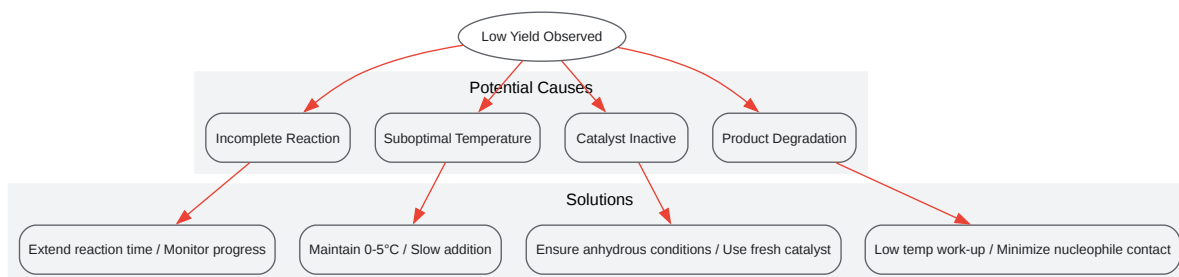 Low Yield Observed
Potential Causes
Incomplete Reaction
Suboptimal Temperature
Catalyst Inactive
Product Degradation
Solutions
Extend reaction time / Monitor progress
Maintain 0-5°C / Slow addition
Ensure anhydrous conditions / Use fresh catalyst
Low temp work-up / Minimize nucleophile contact